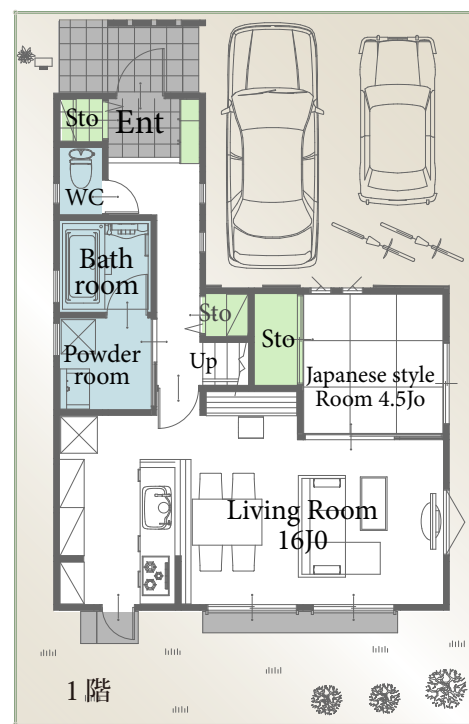 Sto
Ent
WC
Bath
room
Sto
Powder
room
Up
Sto
Japanese style
Room 4.5Jo
Living Room
16J0
1 階